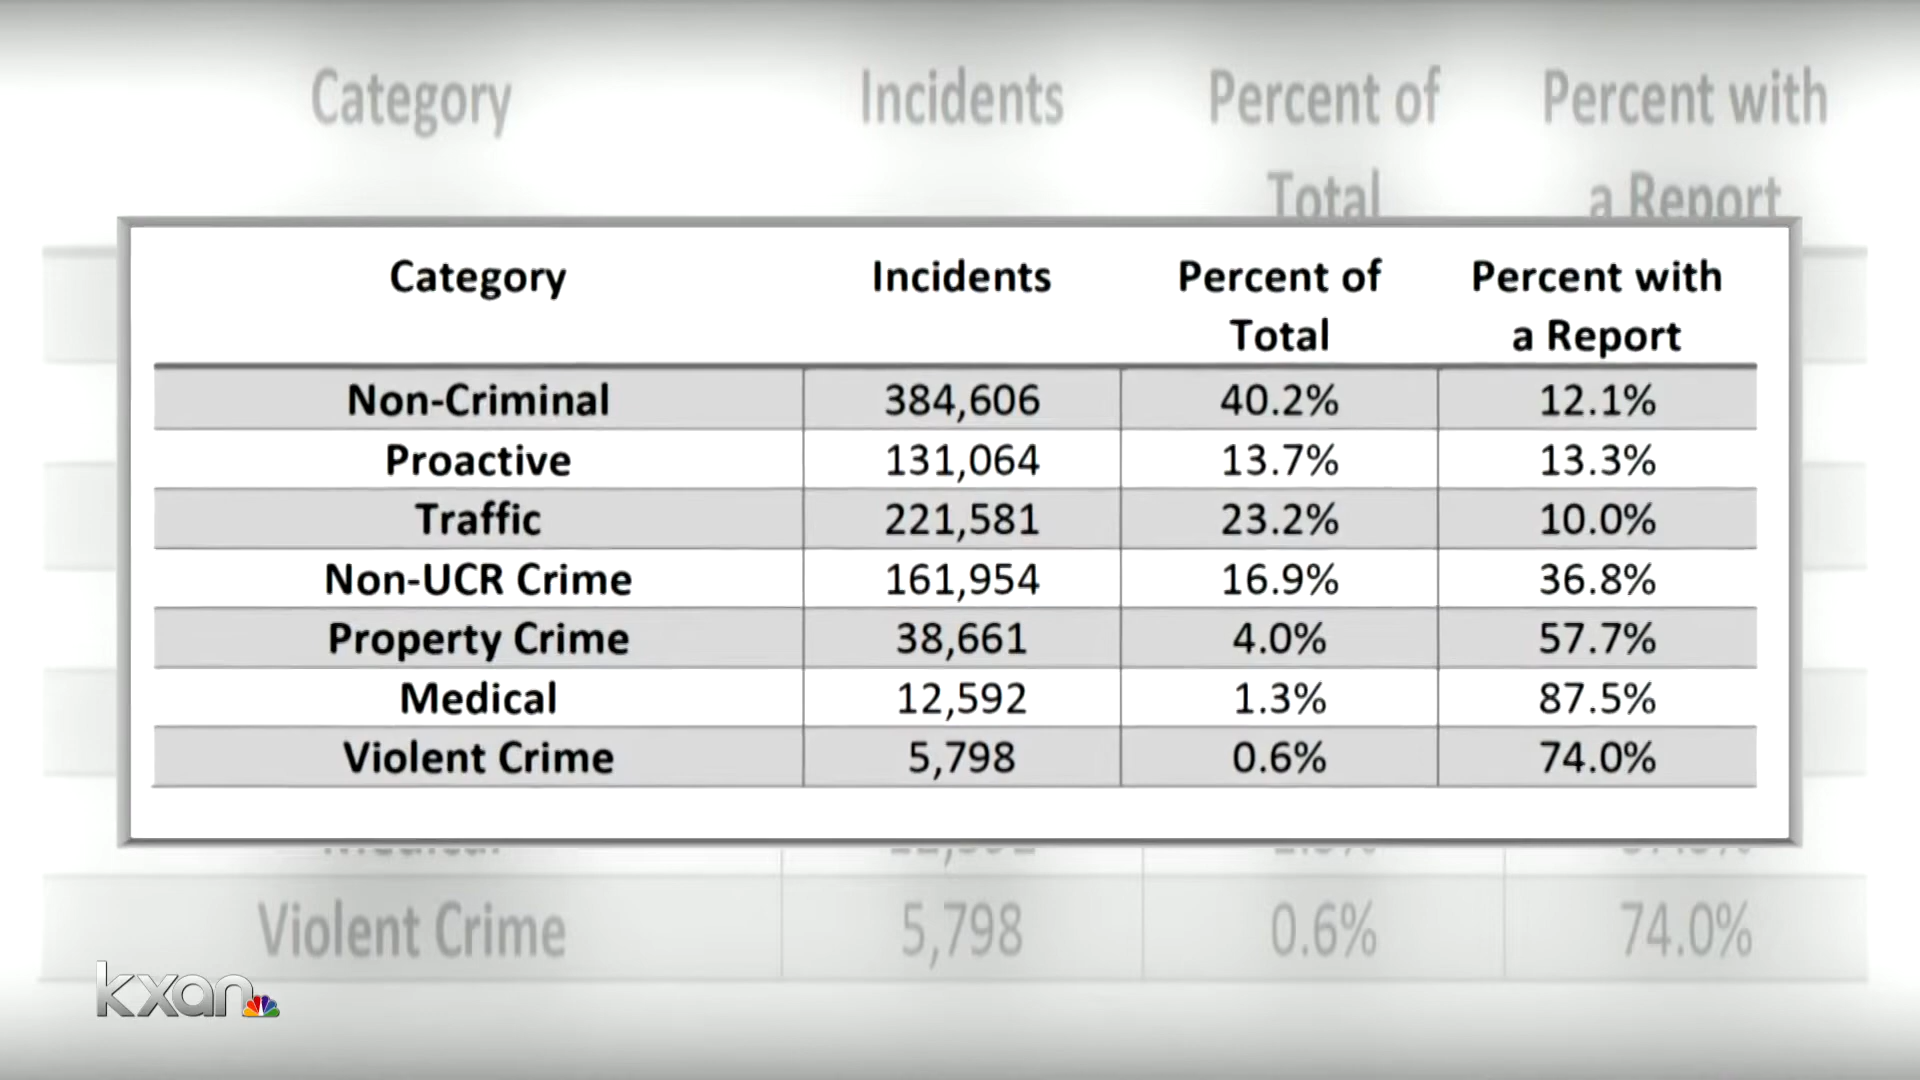 Category Incidents Percent of Percent with
Total a Report
Category Incidents Percent of Percent with
Total a Report
Non-Criminal 384,606 40.2% 12.1%
Proactive 131,064 13.7% 13.3%
Traffic 221,581 23.2% 10.0%
Non-UCR Crime 161,954 16.9% 36.8%
Property Crime 38,661 4.0% 57.7%
Medical 12,592 1.3% 87.5%
Violent Crime 5,798 0.6% 74.0%
Violent Crime 5,798 0.6% 74.0%
kxan